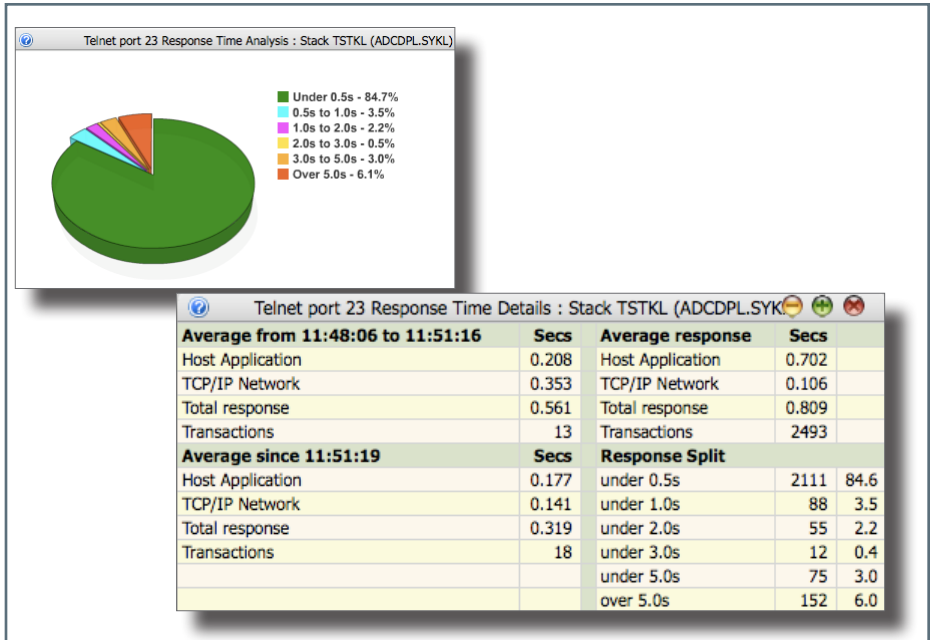 Telnet port 23 Response Time Analysis : Stack TSTKL (ADCDPL.SYKL)
Under 0.5s - 84.7%
0.5s to 1.0s - 3.5%
1.0s to 2.0s - 2.2%
2.0s to 3.0s - 0.5%
3.0s to 5.0s - 3.0%
Over 5.0s - 6.1%
Telnet port 23 Response Time Details : Stack TSTKL (ADCDPL.SYK
Average from 11:48:06 to 11:51:16 Secs Average response Secs
Host Application 0.208 Host Application 0.702
TCP/IP Network 0.353 TCP/IP Network 0.106
Total response 0.561 Total response 0.809
Transactions 13 Transactions 2493
Average since 11:51:19 Secs Response Split
Host Application 0.177 under 0.5s 2111 84.6
TCP/IP Network 0.141 under 1.0s 88 3.5
Total response 0.319 under 2.0s 55 2.2
Transactions 18 under 3.0s 12 0.4
under 5.0s 75 3.0
over 5.0s 152 6.0